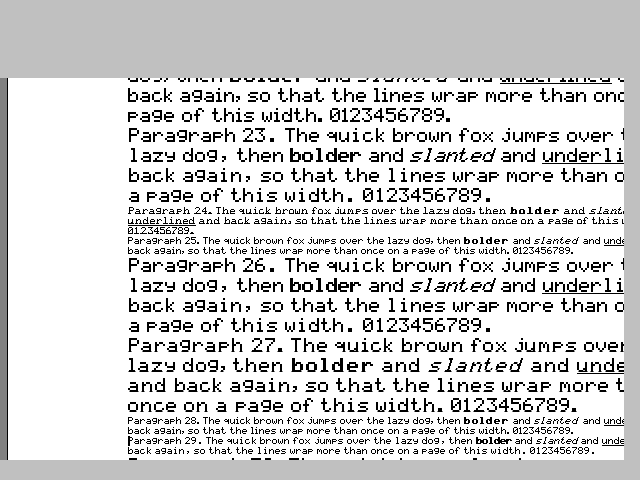 dog, then bolder and slanted and underlined
back again, so that the lines wrap more than onc
page of this width. 0123456789.
Paragraph 23. The quick brown fox jumps over t
lazy dog, then bolder and slanted and underli
back again, so that the lines wrap more than o
a page of this width. 0123456789.
Paragraph 24. The quick brown fox jumps over the lazy dog, then bolder and slant
underlined and back again, so that the lines wrap more than once on a page of this
0123456789.
Paragraph 25. The quick brown fox jumps over the lazy dog, then bolder and slanted and unde
back again, so that the lines wrap more than once on a page of this width. 0123456789.
Paragraph 26. The quick brown fox jumps over t
lazy dog, then bolder and slanted and underli
back again, so that the lines wrap more than o
a page of this width. 0123456789.
Paragraph 27. The quick brown fox jumps over
lazy dog, then bolder and slanted and unde
and back again, so that the lines wrap more t
once on a page of this width. 0123456789.
Paragraph 28. The quick brown fox jumps over the lazy dog, then bolder and slanted and unde
back again, so that the lines wrap more than once on a page of this width. 0123456789.
Paragraph 29. The quick brown fox jumps over the lazy dog, then bolder and slanted and under
back again, so that the lines wrap more than once on a page of this width. 0123456789.